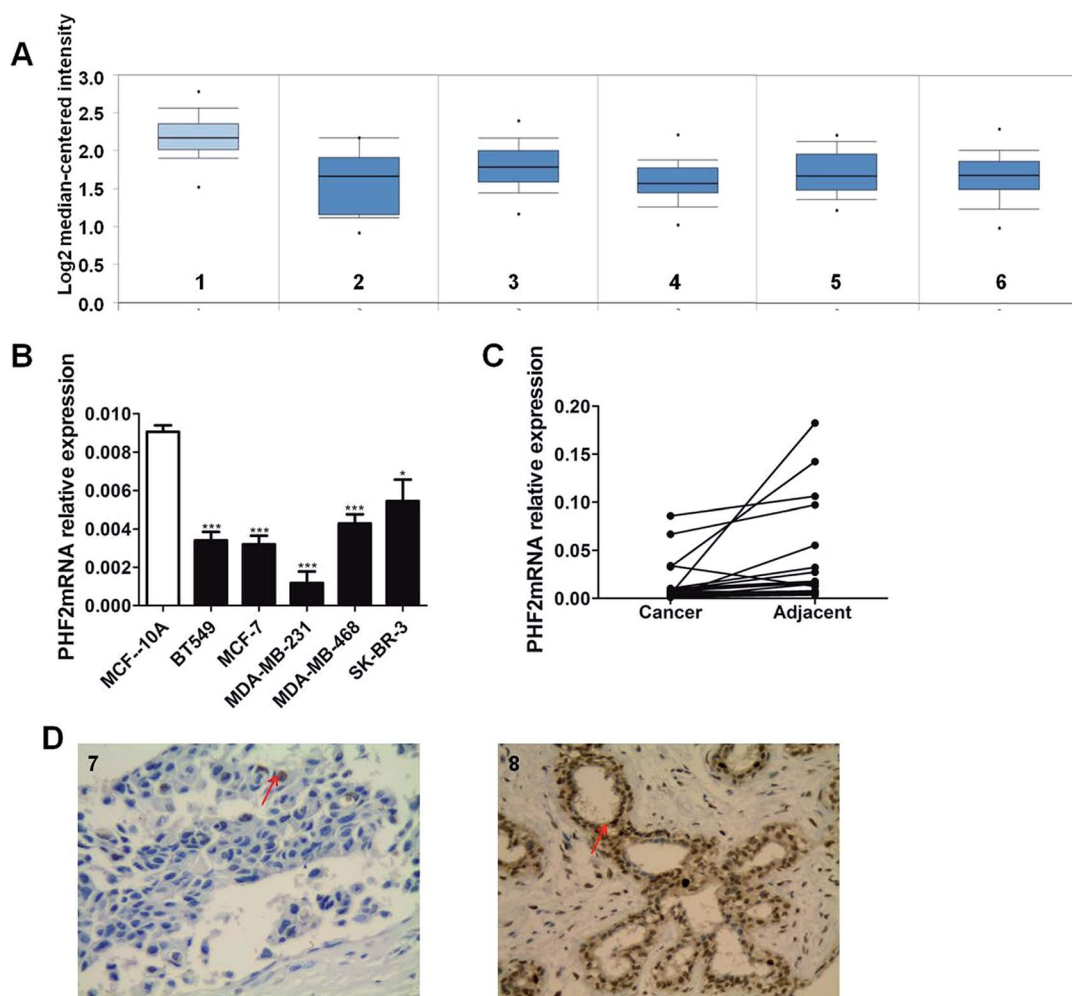 A
Log2 median-centered intensity
3.0
2.5
2.0
1.5
1.0
0.5
0.0
1 2 3 4 5 6
B
PHF2mRNA relative expression
0.010
0.008
0.006
0.004
0.002
0.000
*** *** *** *** *
MCF--10A BT549 MCF-7 MDA-MB-231 MDA-MB-468 SK-BR-3
C
PHF2mRNA relative expression
0.20
0.15
0.10
0.05
0.00
Cancer Adjacent
D
7
8